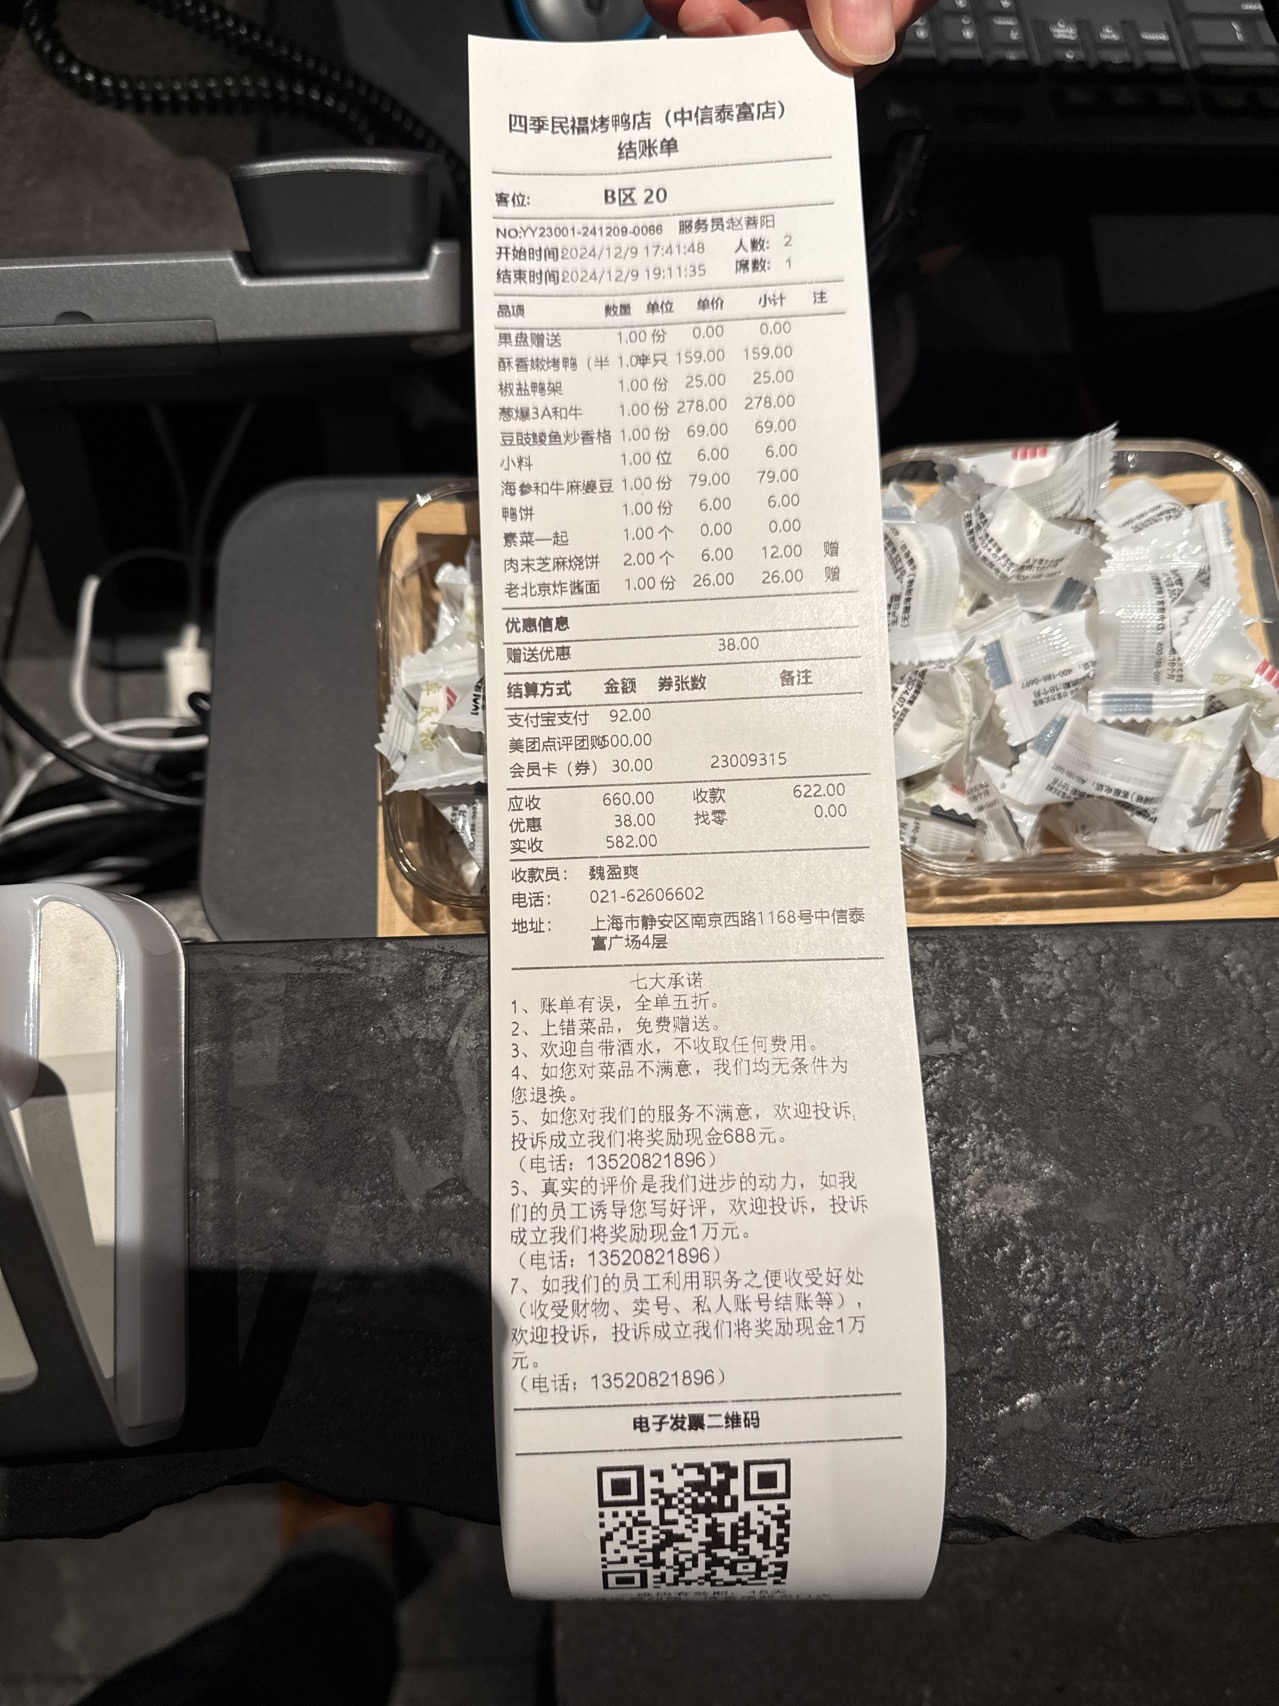 四季民福烤鸭店（中信泰富店）
结账单
客位: B区 20
NO:YY23001-241209-0066 服务员:赵菩阳
开始时间2024/12/9 17:41:48 人数: 2
结束时间2024/12/9 19:11:35 席数: 1
品项 数量 单位 单价 小计 注
果盘赠送 1.00 份 0.00 0.00
酥香嫩烤鸭（半 1.00半只 159.00 159.00
椒盐鸭架 1.00 份 25.00 25.00
葱爆3A和牛 1.00 份 278.00 278.00
豆豉鲮鱼炒香格 1.00 份 69.00 69.00
小料 1.00 位 6.00 6.00
海参和牛麻婆豆 1.00 份 79.00 79.00
鸭饼 1.00 份 6.00 6.00
素菜一起 1.00 个 0.00 0.00
肉末芝麻烧饼 2.00 个 6.00 12.00 赠
老北京炸酱面 1.00 份 26.00 26.00 赠
优惠信息
赠送优惠 38.00
结算方式 金额 券张数 备注
支付宝支付 92.00
美团点评团购500.00
会员卡（券） 30.00 23009315
应收 660.00 收款 622.00
优惠 38.00 找零 0.00
实收 582.00
收款员: 魏盈爽
电话: 021-62606602
地址: 上海市静安区南京西路1168号中信泰
富广场4层
七大承诺
1、账单有误，全单五折。
2、上错菜品，免费赠送。
3、欢迎自带酒水，不收取任何费用。
4、如您对菜品不满意，我们均无条件为
您退换。
5、如您对我们的服务不满意，欢迎投诉,
投诉成立我们将奖励现金688元。
（电话：13520821896）
6、真实的评价是我们进步的动力，如我
们的员工诱导您写好评，欢迎投诉，投诉
成立我们将奖励现金1万元。
（电话：13520821896）
7、如我们的员工利用职务之便收受好处
（收受财物、卖号、私人账号结账等），
欢迎投诉，投诉成立我们将奖励现金1万
元。
（电话：13520821896）
电子发票二维码